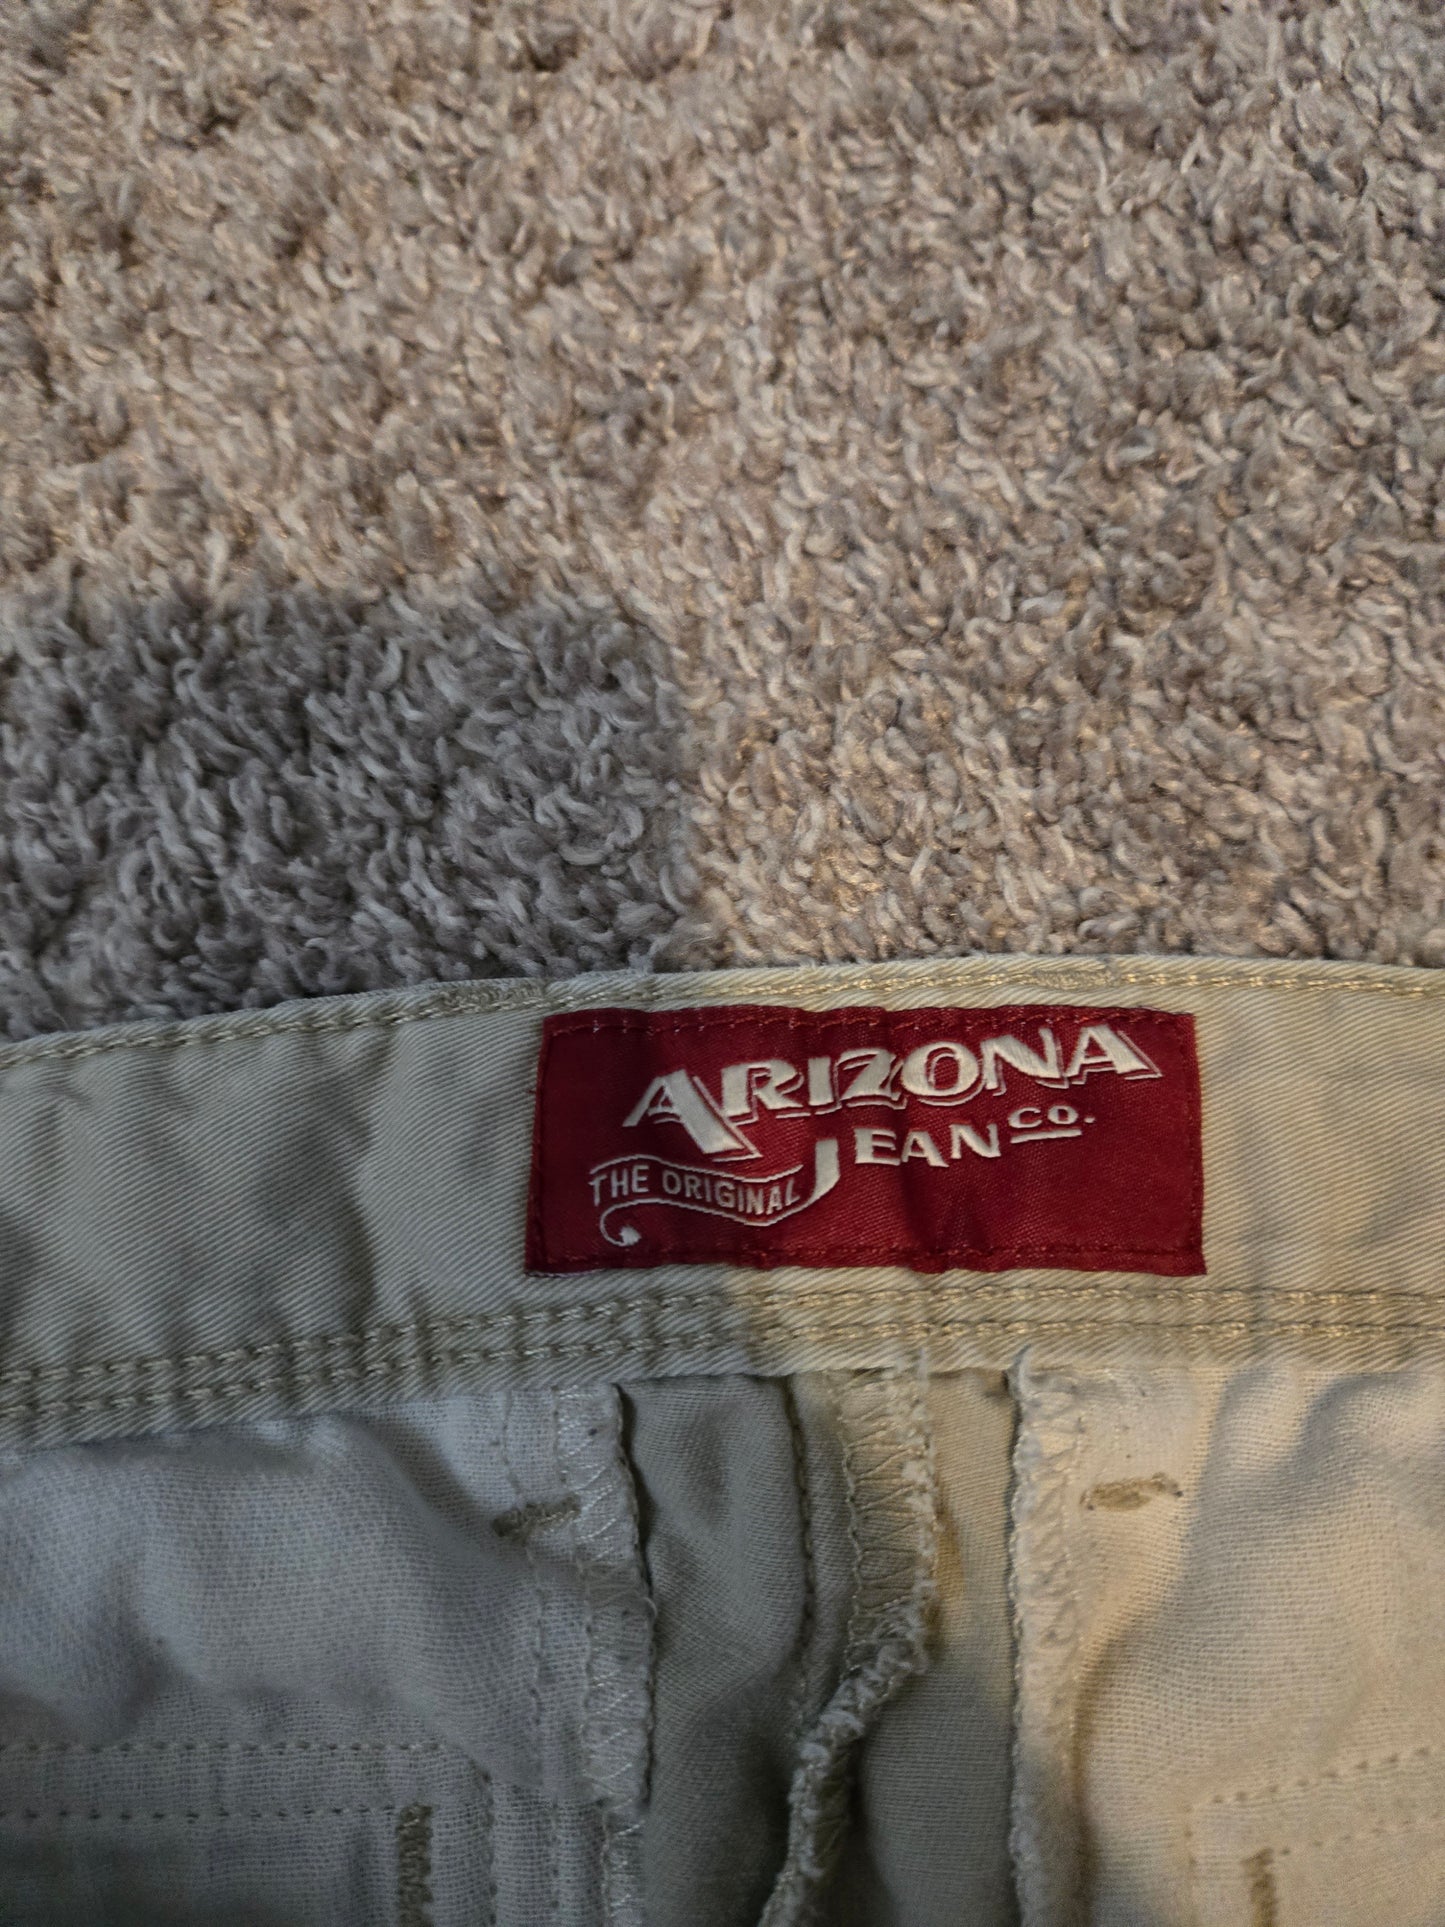 ARIZONA
JEAN CO.
THE ORIGINAL